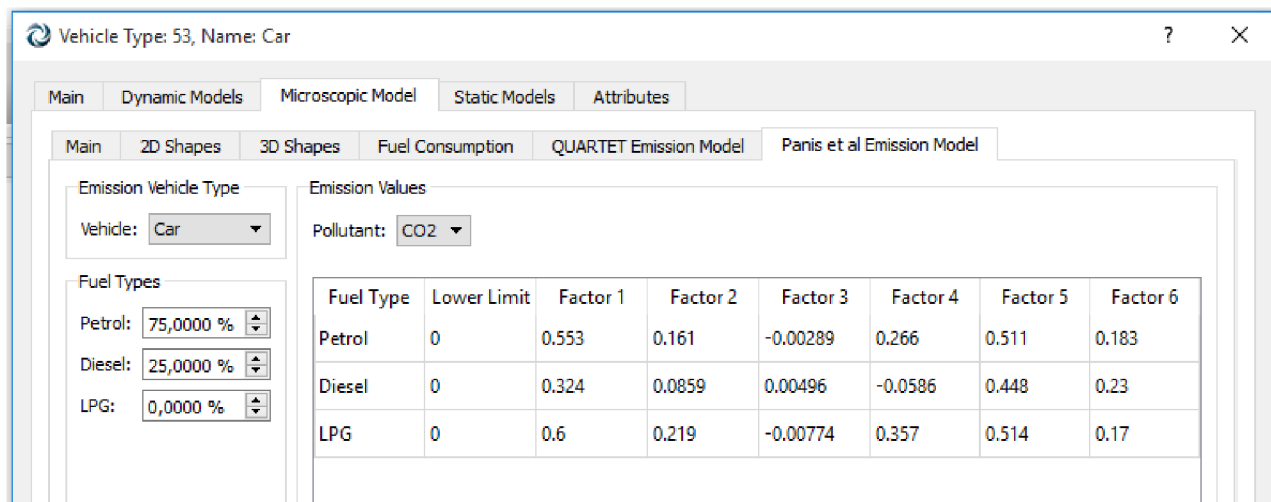 Vehicle Type: 53, Name: Car ? ×
Main Dynamic Models Microscopic Model Static Models Attributes
Main 2D Shapes 3D Shapes Fuel Consumption QUARTET Emission Model Panis et al Emission Model
Emission Vehicle Type
Vehicle: Car
Fuel Types
Petrol: 75,0000 %
Diesel: 25,0000 %
LPG: 0,0000 %
Emission Values
Pollutant: CO2
Fuel Type Lower Limit Factor 1 Factor 2 Factor 3 Factor 4 Factor 5 Factor 6
Petrol 0 0.553 0.161 -0.00289 0.266 0.511 0.183
Diesel 0 0.324 0.0859 0.00496 -0.0586 0.448 0.23
LPG 0 0.6 0.219 -0.00774 0.357 0.514 0.17